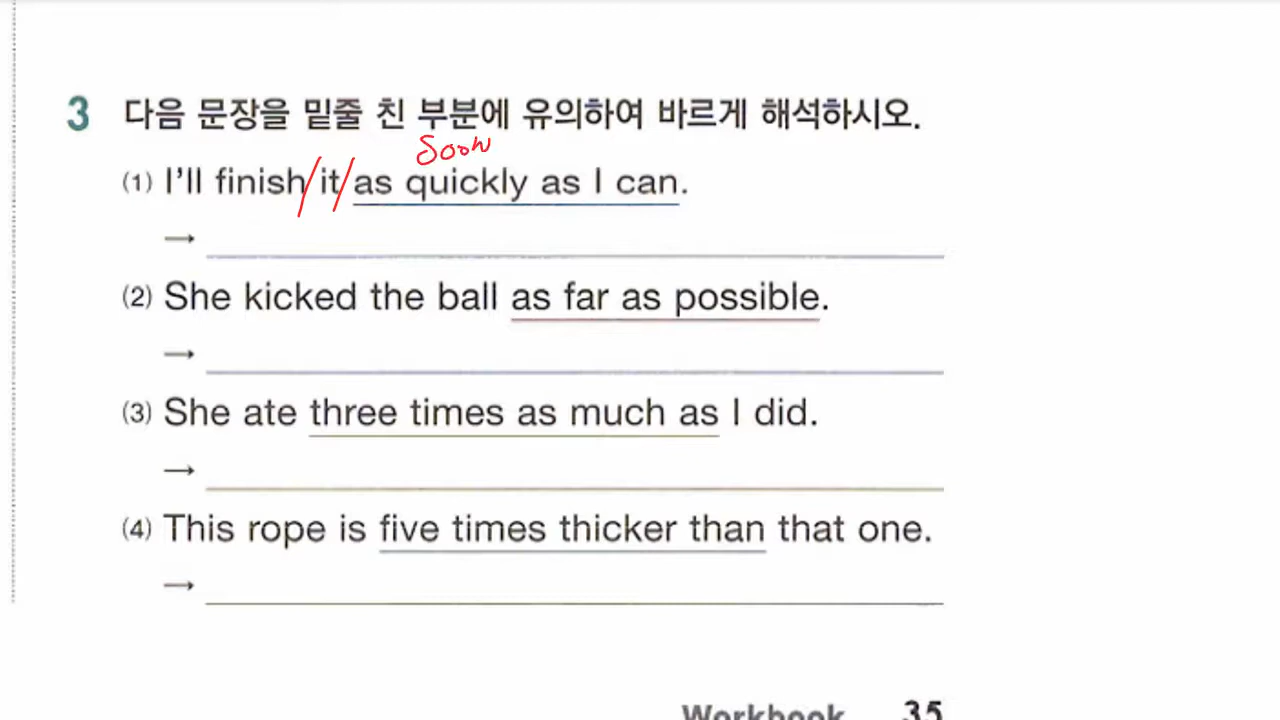 3 다음 문장을 밑줄 친 부분에 유의하여 바르게 해석하시오.
soon
(1) I'll finish/it/as quickly as I can.
→
(2) She kicked the ball as far as possible.
→
(3) She ate three times as much as I did.
→
(4) This rope is five times thicker than that one.
→
Workbook 35